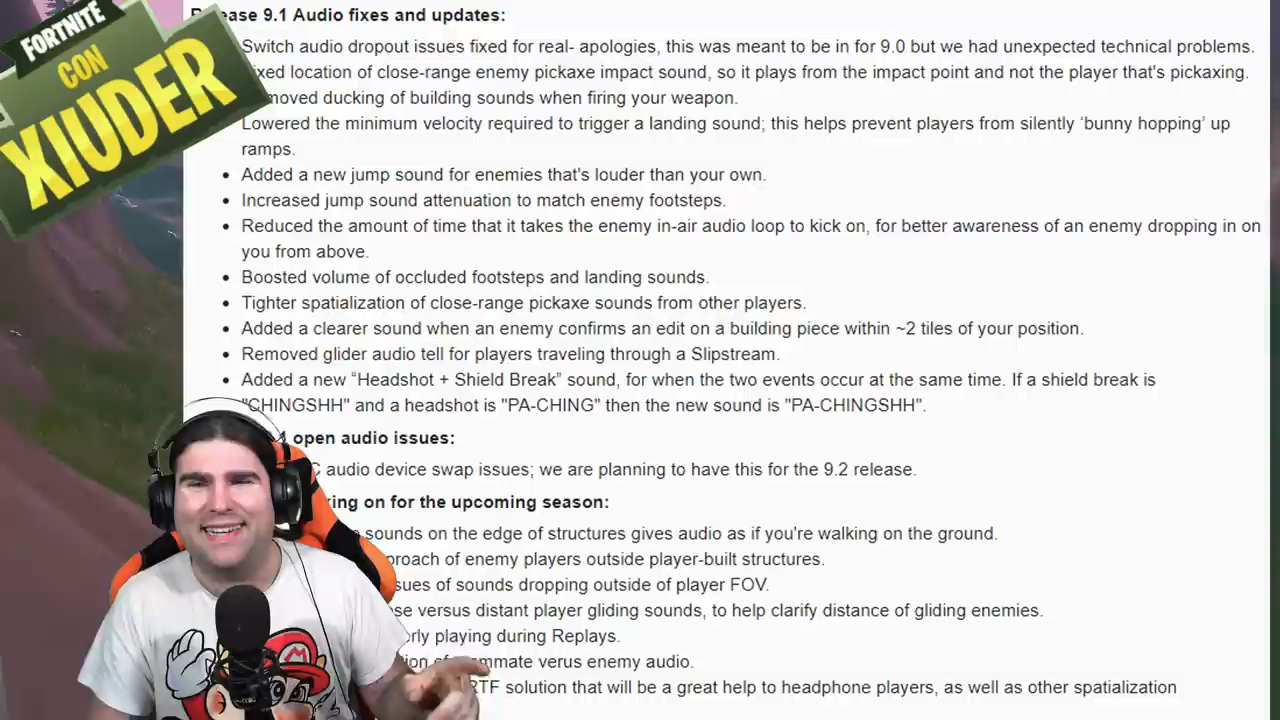 FORTNITE
CON
XIUDER
9.1 Audio fixes and updates:
Switch audio dropout issues fixed for real- apologies, this was meant to be in for 9.0 but we had unexpected technical problems.
location of close-range enemy pickaxe impact sound, so it plays from the impact point and not the player that's pickaxing.
ducking of building sounds when firing your weapon.
Lowered the minimum velocity required to trigger a landing sound; this helps prevent players from silently ‘bunny hopping’ up
ramps.
• Added a new jump sound for enemies that's louder than your own.
• Increased jump sound attenuation to match enemy footsteps.
• Reduced the amount of time that it takes the enemy in-air audio loop to kick on, for better awareness of an enemy dropping in on
you from above.
• Boosted volume of occluded footsteps and landing sounds.
• Tighter spatialization of close-range pickaxe sounds from other players.
• Added a clearer sound when an enemy confirms an edit on a building piece within ~2 tiles of your position.
• Removed glider audio tell for players traveling through a Slipstream.
• Added a new “Headshot + Shield Break” sound, for when the two events occur at the same time. If a shield break is
"CHINGSHH" and a headshot is "PA-CHING" then the new sound is "PA-CHINGSHH".
open audio issues:
audio device swap issues; we are planning to have this for the 9.2 release.
on for the upcoming season:
sounds on the edge of structures gives audio as if you're walking on the ground.
of enemy players outside player-built structures.
of sounds dropping outside of player FOV.
versus distant player gliding sounds, to help clarify distance of gliding enemies.
playing during Replays.
verus enemy audio.
solution that will be a great help to headphone players, as well as other spatialization